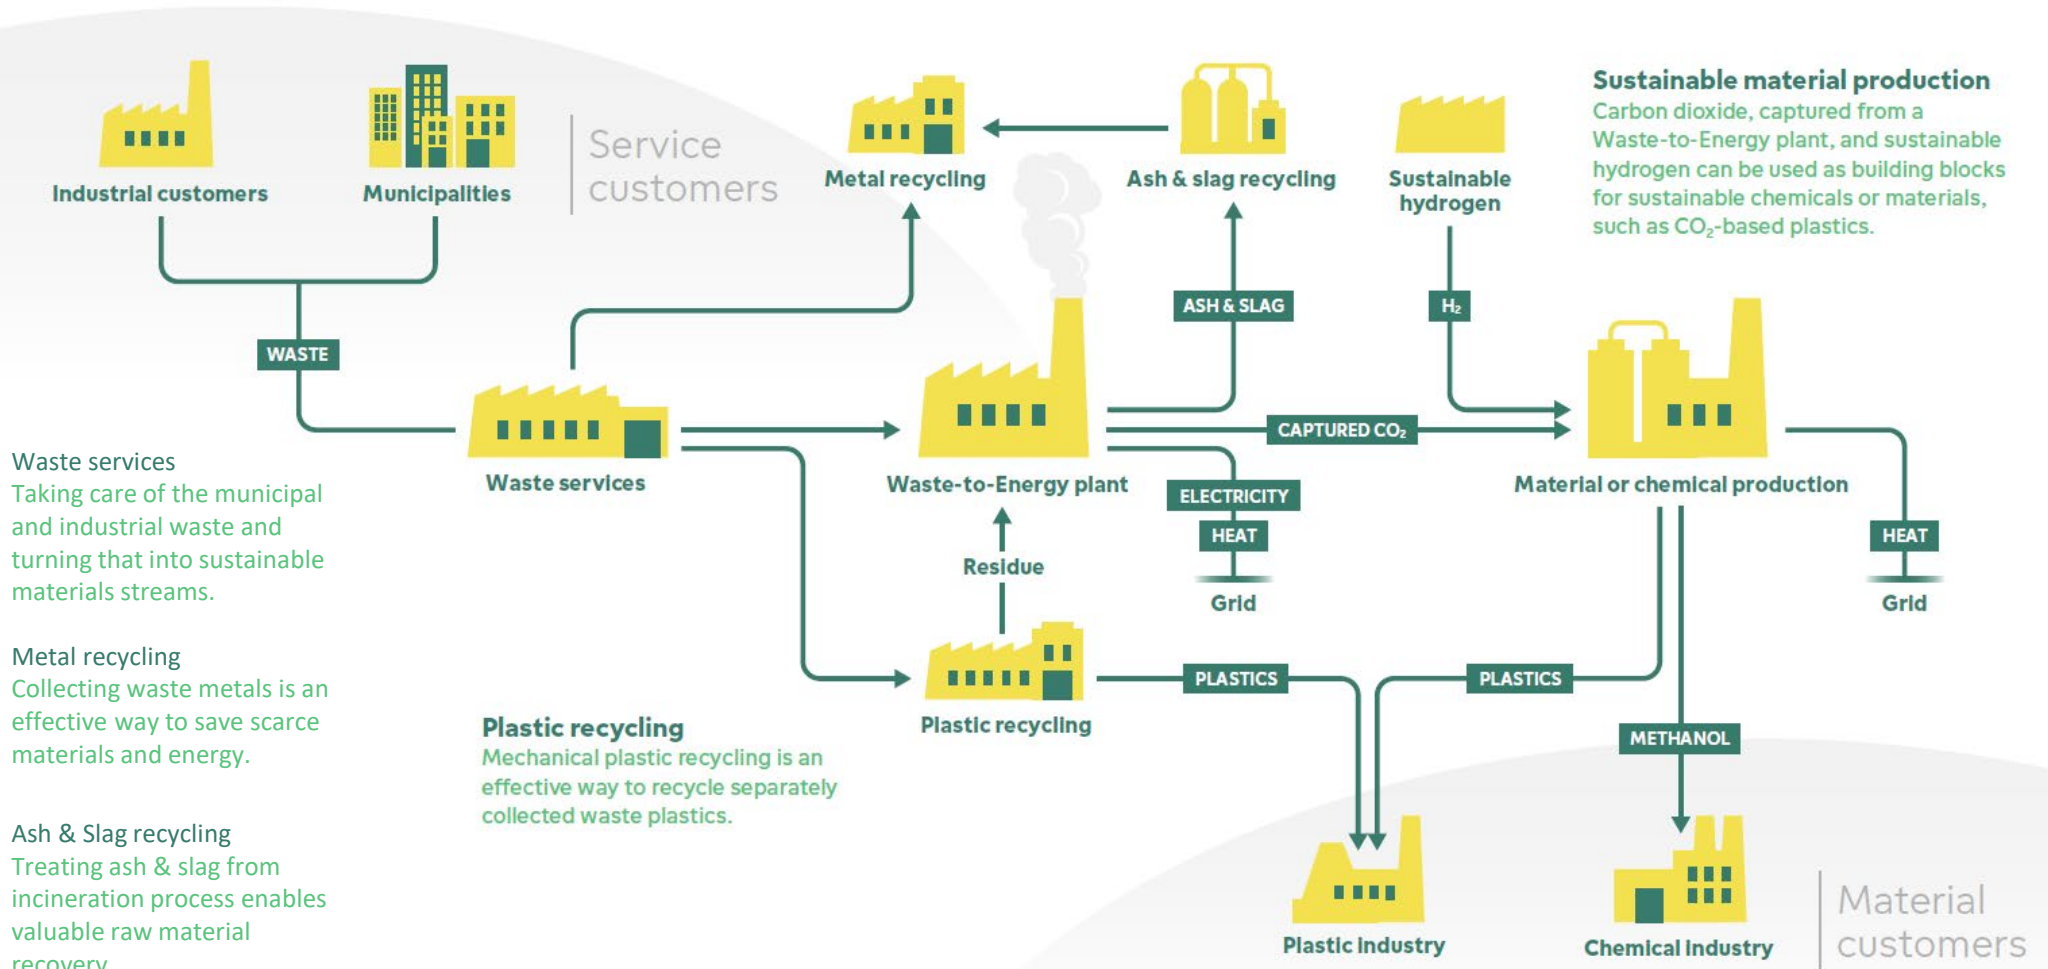 Industrial customers
Municipalities
Service
customers
Metal recycling
Ash & slag recycling
Sustainable
hydrogen
Sustainable material production
Carbon dioxide, captured from a
Waste-to-Energy plant, and sustainable
hydrogen can be used as building blocks
for sustainable chemicals or materials,
such as CO₂-based plastics.
WASTE
ASH & SLAG
H₂
Waste services
CAPTURED CO₂
Waste-to-Energy plant
ELECTRICITY
HEAT
Grid
Material or chemical production
HEAT
Grid
Waste services
Taking care of the municipal
and industrial waste and
turning that into sustainable
materials streams.
Metal recycling
Collecting waste metals is an
effective way to save scarce
materials and energy.
Ash & Slag recycling
Treating ash & slag from
incineration process enables
valuable raw material
recovery
Residue
Plastic recycling
PLASTICS
PLASTICS
Plastic recycling
Mechanical plastic recycling is an
effective way to recycle separately
collected waste plastics.
METHANOL
Plastic Industry
Chemical Industry
Material
customers